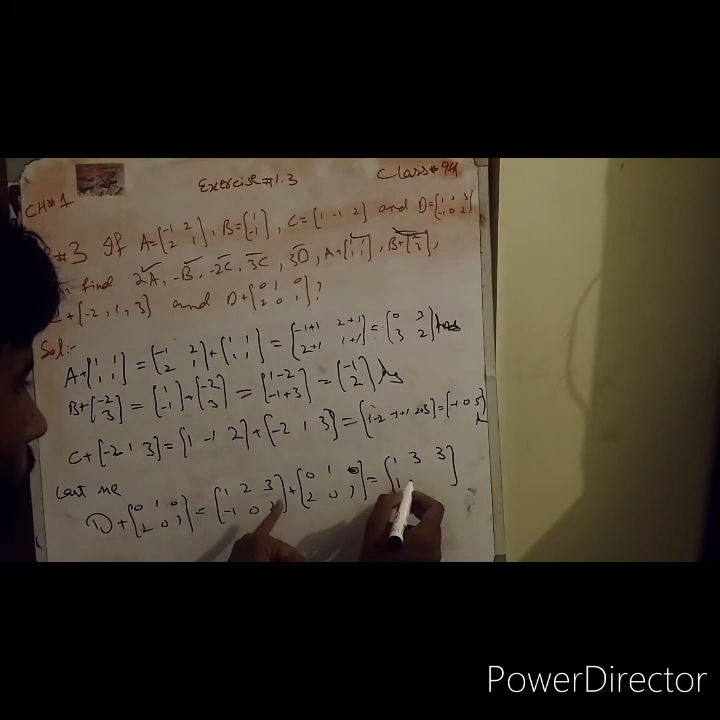 CH#1 Exercise #1.3 Class # 9th
#3 If A=[-1 2 2 1], B=[1 -1], C=[1 -1 2] and D=[1 2 3 -1 0 2]
find 2A, -B, -2C, 3C, 3D, A+[1 1 1 1], B+[-2 3],
+[-2, 1, 3] and D+[0 1 0 2 0 1]?
Sol:-
A+[1 1 1 1] = [-1 2 2 1]+[1 1 1 1] = [-1+1 2+1 2+1 1+1] = [0 3 3 2] Ans
B+[-2 3] = [1 -1]+[-2 3] = [1-2 -1+3] = [-1 2]
C+[-2 1 3] = [1 -1 2]+[-2 1 3] = [1-2 -1+1 2+3] = [-1 0 5]
Last me
D+[0 1 0 2 0 1] = [1 2 3 -1 0 2]+[0 1 0 2 0 1] = [1 3 3 1
PowerDirector